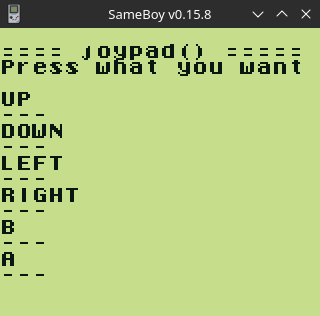 SameBoy v0.15.8
==== joypad() =====
Press what you want
UP
---
DOWN
---
LEFT
---
RIGHT
---
B
---
A
---